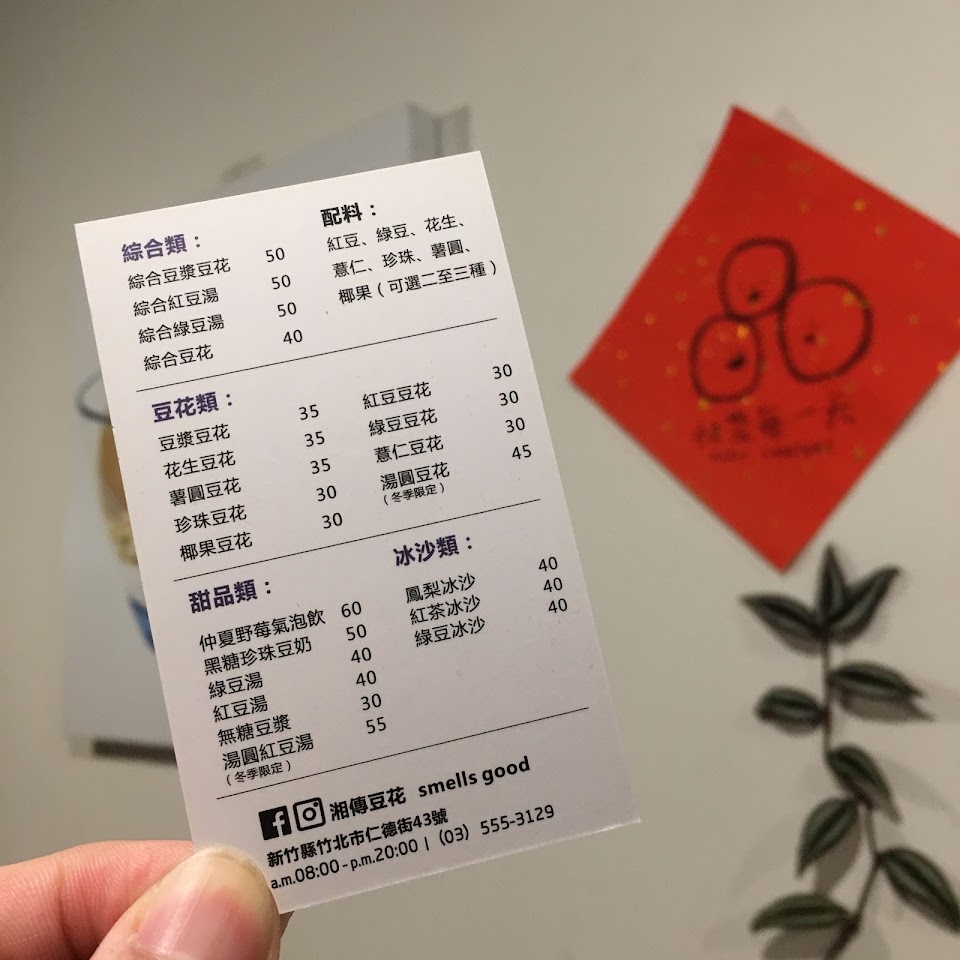 綜合類：
綜合豆漿豆花 50
綜合紅豆湯 50
綜合綠豆湯 50
綜合豆花 40
配料：
紅豆、綠豆、花生、
薏仁、珍珠、薯圓、
椰果（可選二至三種）
豆花類：
豆漿豆花 35
花生豆花 35
薯圓豆花 35
珍珠豆花 30
椰果豆花 30
紅豆豆花 30
綠豆豆花 30
薏仁豆花 30
湯圓豆花 45
（冬季限定）
甜品類：
仲夏野莓氣泡飲 60
黑糖珍珠豆奶 50
綠豆湯 40
紅豆湯 40
無糖豆漿 30
湯圓紅豆湯 55
（冬季限定）
冰沙類：
鳳梨冰沙 40
紅茶冰沙 40
綠豆冰沙 40
湘傳豆花 smells good
新竹縣竹北市仁德街43號
a.m.08:00 - p.m.20:00 | (03) 555-3129